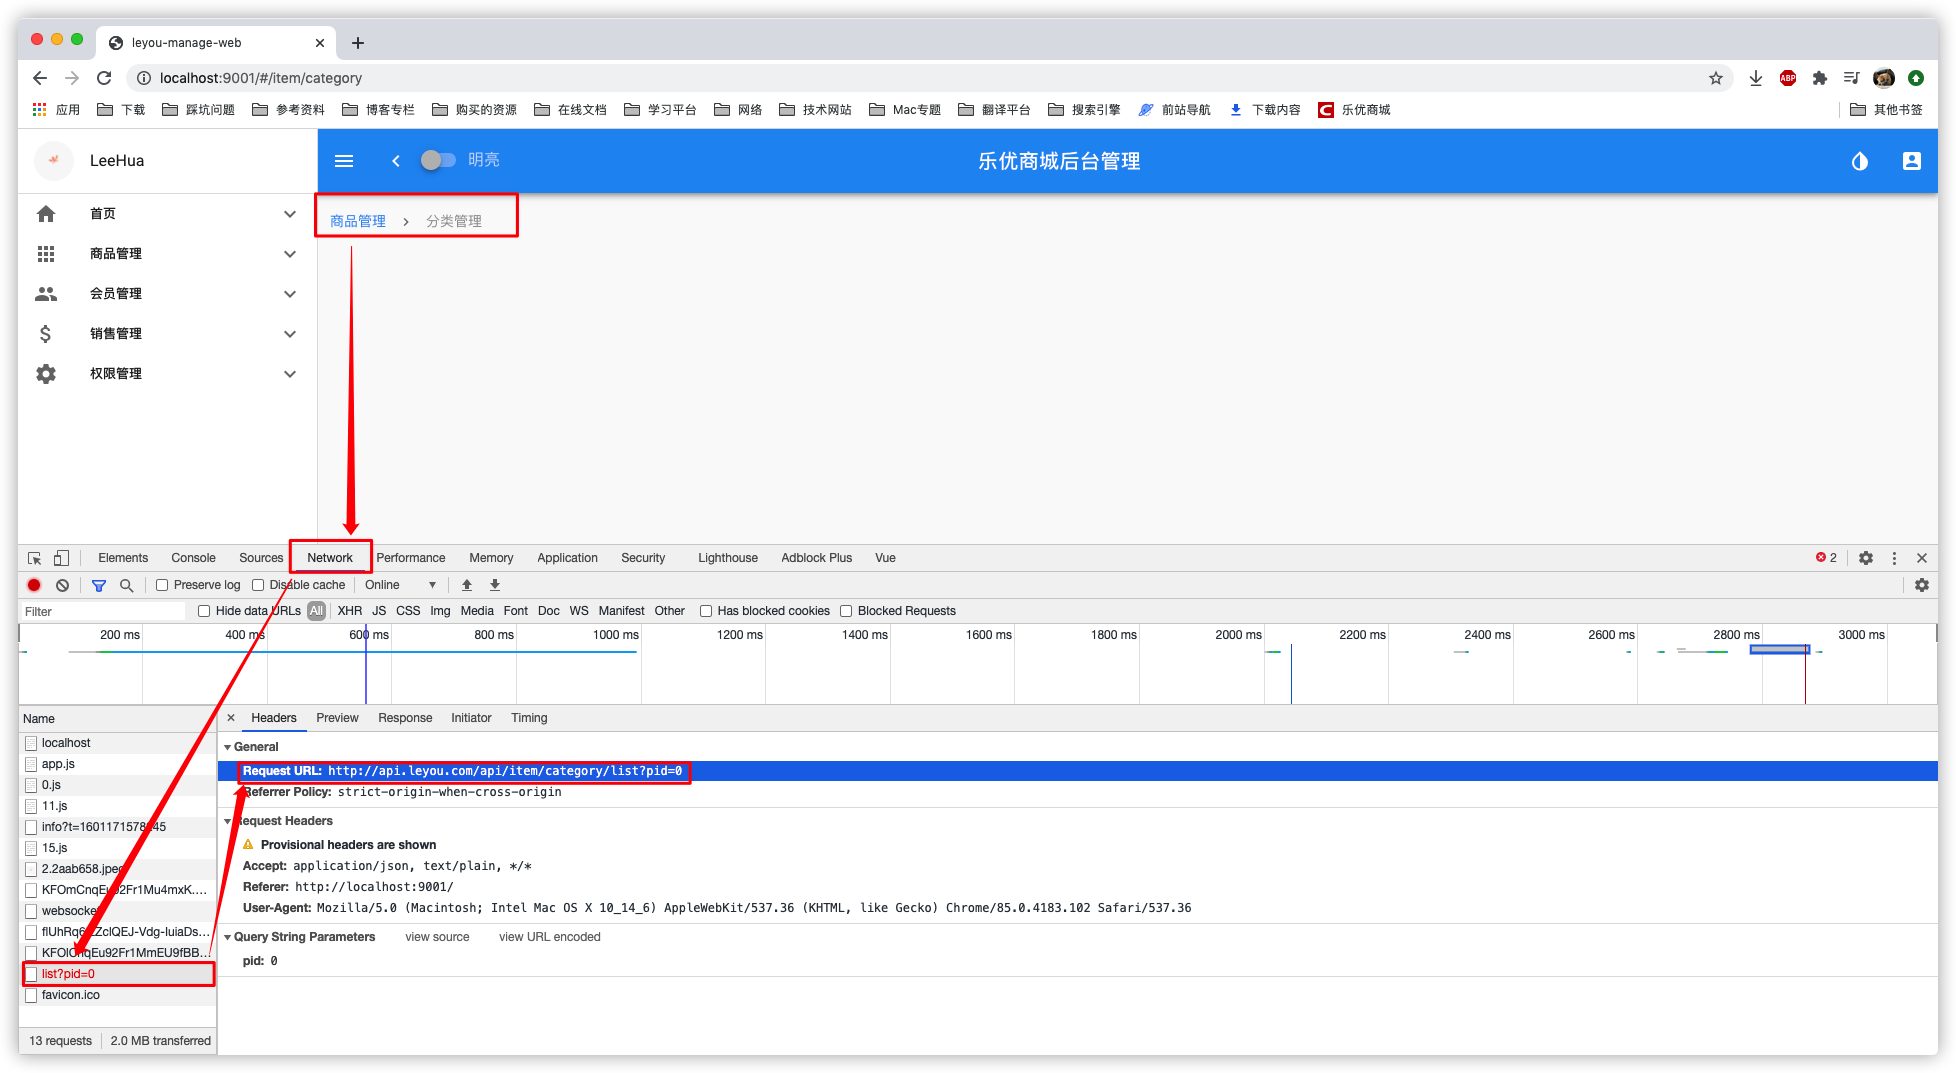 leyou-manage-web
localhost:9001/#/item/category
应用 下载 踩坑问题 参考资料 博客专栏 购买的资源 在线文档 学习平台 网络 技术网站 Mac专题 翻译平台 搜索引擎 前站导航 下载内容 乐优商城 其他书签
ABP
LeeHua
明亮
乐优商城后台管理
首页
商品管理
会员管理
销售管理
权限管理
商品管理 > 分类管理
Elements Console Sources Network Performance Memory Application Security Lighthouse Adblock Plus Vue 2
Preserve log Disable cache Online
Filter Hide data URLs All XHR JS CSS Img Media Font Doc WS Manifest Other Has blocked cookies Blocked Requests
200 ms 400 ms 600 ms 800 ms 1000 ms 1200 ms 1400 ms 1600 ms 1800 ms 2000 ms 2200 ms 2400 ms 2600 ms 2800 ms 3000 ms
Name
localhost
app.js
0.js
11.js
15.js
favicon.ico
list?pid=0
13 requests 2.0 MB transferred
Headers Preview Response Initiator Timing
General
Request URL: http://api.leyou.com/api/item/category/list?pid=0
Referrer Policy: strict-origin-when-cross-origin
Request Headers
Provisional headers are shown
Accept: application/json, text/plain, */*
Referer: http://localhost:9001/
User-Agent: Mozilla/5.0 (Macintosh; Intel Mac OS X 10_14_6) AppleWebKit/537.36 (KHTML, like Gecko) Chrome/85.0.4183.102 Safari/537.36
Query String Parameters view source view URL encoded
pid: 0